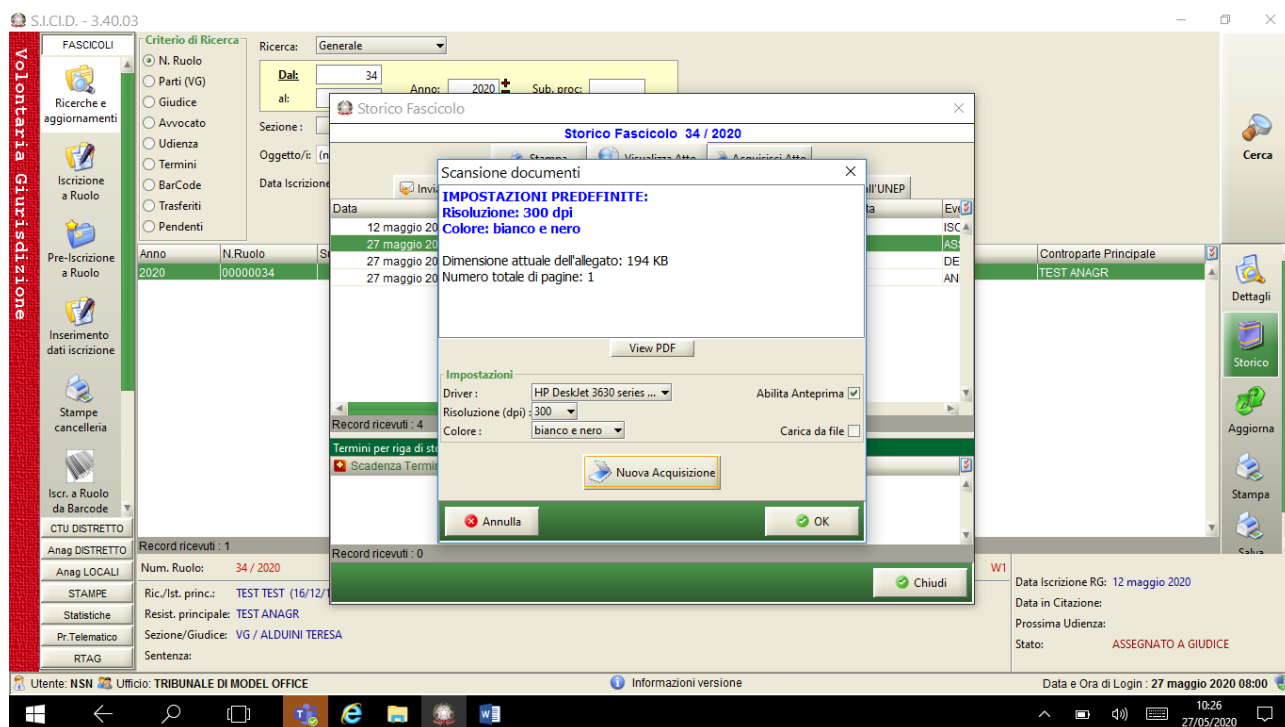 S.I.CI.D. - 3.40.03
Volontaria Giurisdizione
FASCICOLI
Ricerche e
aggiornamenti
Iscrizione
a Ruolo
Pre-Iscrizione
a Ruolo
Inserimento
dati iscrizione
Stampe
cancelleria
Iscr. a Ruolo
da Barcode
CTU DISTRETTO
Anag DISTRETTO
Anag LOCALI
STAMPE
Statistiche
Pr.Telematico
RTAG
Criterio di Ricerca
N. Ruolo
Parti (VG)
Giudice
Avvocato
Udienza
Termini
BarCode
Trasferiti
Pendenti
Ricerca: Generale
Dal: 34
al:
Anno: 2020
Sub. proc:
Sezione :
Oggetto/i:
Data Iscrizione
Anno N.Ruolo
Controparte Principale
2020 00000034
TEST ANAGR
Record ricevuti : 1
Storico Fascicolo
Storico Fascicolo 34 / 2020
Stampa Visualizza Atto Acquisisci Atto
Data
12 maggio 20
27 maggio 20
27 maggio 20
27 maggio 20
Record ricevuti : 4
Scadenza Termi
Record ricevuti : 0
Chiudi
Scansione documenti
IMPOSTAZIONI PREDEFINITE:
Risoluzione: 300 dpi
Colore: bianco e nero
Dimensione attuale dell'allegato: 194 KB
Numero totale di pagine: 1
View PDF
Impostazioni
Driver : HP DeskJet 3630 series ...
Abilita Anteprima
Risoluzione (dpi) : 300
Colore : bianco e nero
Carica da file
Nuova Acquisizione
Annulla
OK
Cerca
Dettagli
Storico
Aggiorna
Stampa
Salva
Num. Ruolo: 34 / 2020
W1
Ric./Ist. princ.: TEST TEST (16/12/1
Resist. principale: TEST ANAGR
Sezione/Giudice: VG / ALDUINI TERESA
Sentenza:
Data Iscrizione RG: 12 maggio 2020
Data in Citazione:
Prossima Udienza:
Stato: ASSEGNATO A GIUDICE
Utente: NSN Ufficio: TRIBUNALE DI MODEL OFFICE
Informazioni versione
Data e Ora di Login : 27 maggio 2020 08:00
10:26
27/05/2020